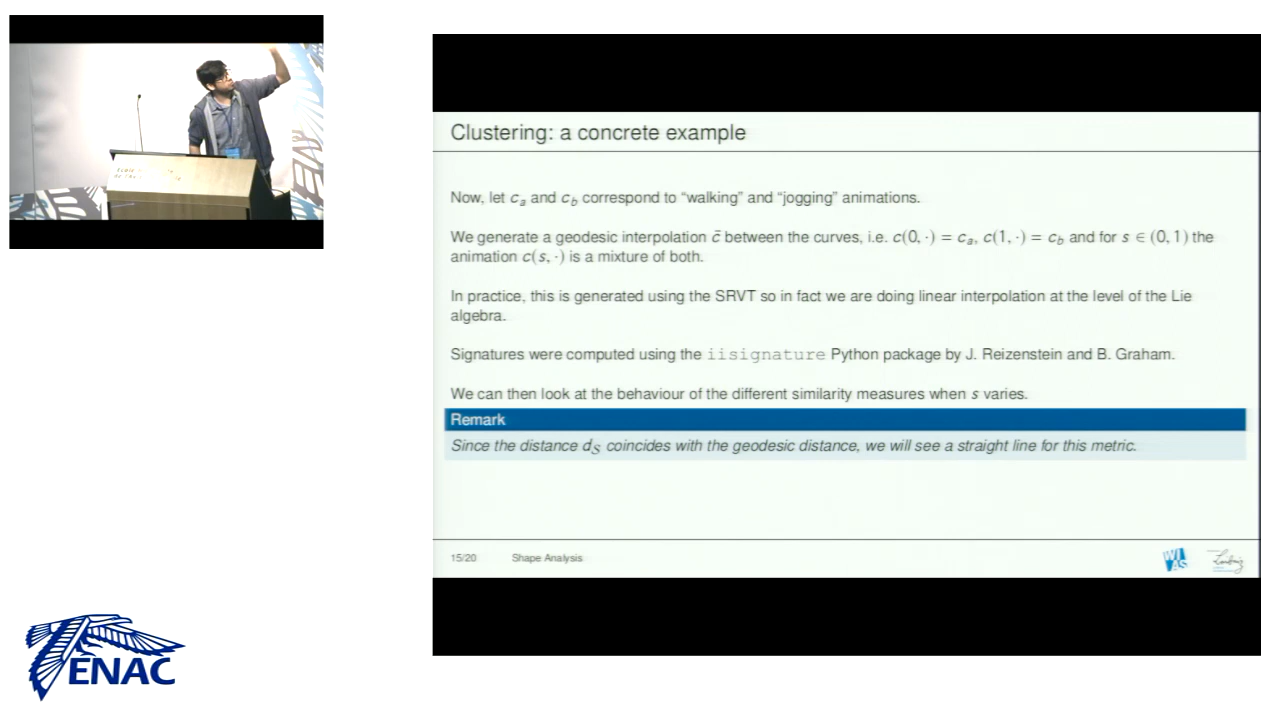 Clustering: a concrete example
Now, let c_a and c_b correspond to “walking” and “jogging” animations.
We generate a geodesic interpolation c̄ between the curves, i.e. c(0, ·) = c_a, c(1, ·) = c_b and for s ∈ (0, 1) the
animation c(s, ·) is a mixture of both.
In practice, this is generated using the SRVT so in fact we are doing linear interpolation at the level of the Lie
algebra.
Signatures were computed using the iisignature Python package by J. Reizenstein and B. Graham.
We can then look at the behaviour of the different similarity measures when s varies.
Remark
Since the distance d_S coincides with the geodesic distance, we will see a straight line for this metric.
15/20 Shape Analysis
WIAS
Leibniz
ENAC